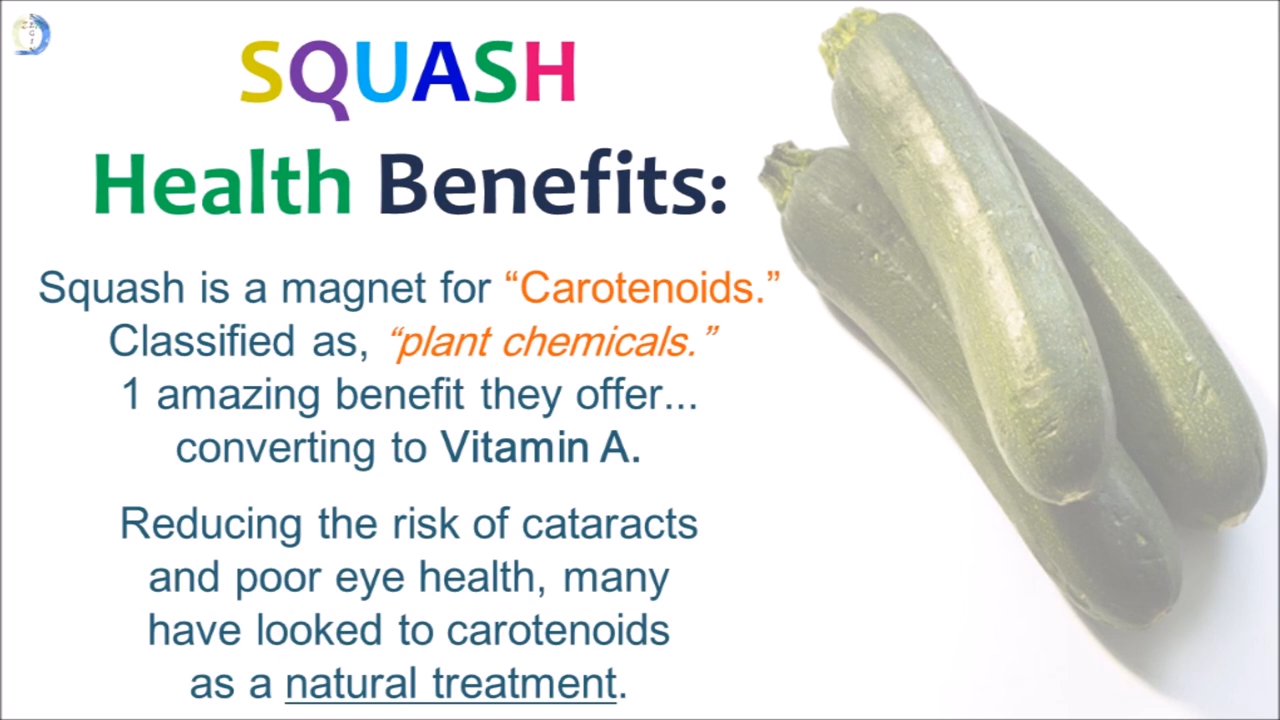 SQUASH
Health Benefits:
Squash is a magnet for “Carotenoids.”
Classified as, “plant chemicals.”
1 amazing benefit they offer...
converting to Vitamin A.
Reducing the risk of cataracts
and poor eye health, many
have looked to carotenoids
as a natural treatment.